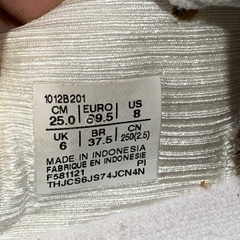 1012B201
CM EURO US
25.0 39.5 8
UK BR CN
6 37.5 250(2.5)
MADE IN INDONESIA
FABRIQUE EN INDONESIE
F581121 PI
THJCS6JS74JCN4N